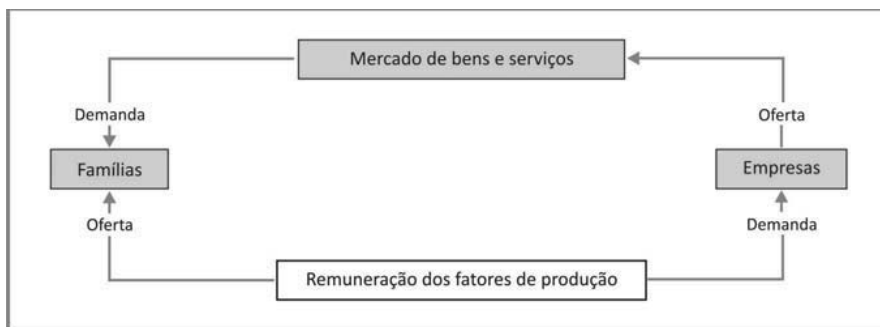 Mercado de bens e serviços
Demanda
Oferta
Famílias
Empresas
Oferta
Demanda
Remuneração dos fatores de produção